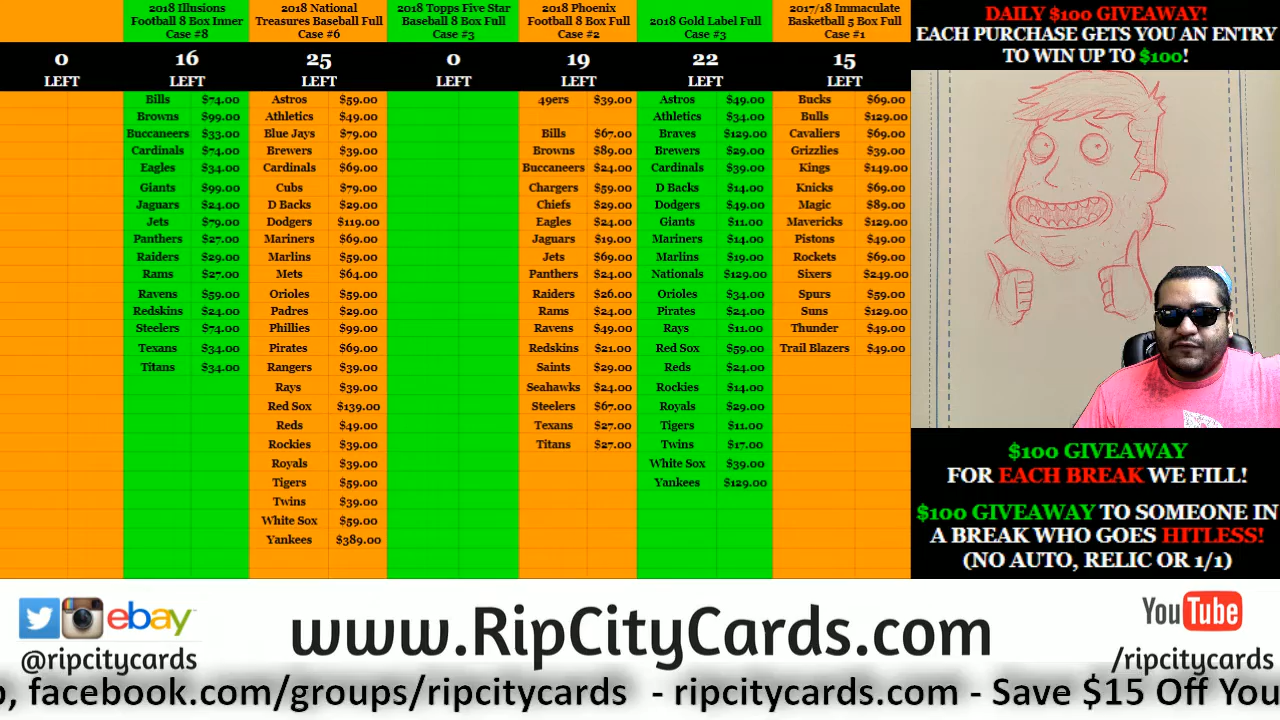 2018 Illusions
Football 8 Box Inner
Case #8
2018 National
Treasures Baseball Full
Case #6
2018 Topps Five Star
Baseball 8 Box Full
Case #3
2018 Phoenix
Football 8 Box Full
Case #2
2018 Gold Label Full
Case #3
2017/18 Immaculate
Basketball 5 Box Full
Case #1
0
LEFT
16
LEFT
25
LEFT
0
LEFT
19
LEFT
22
LEFT
15
LEFT
Bills $74.00
Browns $99.00
Buccaneers $33.00
Cardinals $74.00
Eagles $34.00
Giants $99.00
Jaguars $24.00
Jets $79.00
Panthers $27.00
Raiders $29.00
Rams $27.00
Ravens $59.00
Redskins $24.00
Steelers $74.00
Texans $34.00
Titans $34.00
Astros $59.00
Athletics $49.00
Blue Jays $79.00
Brewers $39.00
Cardinals $69.00
Cubs $79.00
D Backs $29.00
Dodgers $119.00
Mariners $69.00
Marlins $59.00
Mets $64.00
Orioles $59.00
Padres $29.00
Phillies $99.00
Pirates $69.00
Rangers $39.00
Rays $39.00
Red Sox $139.00
Reds $49.00
Rockies $39.00
Royals $39.00
Tigers $59.00
Twins $39.00
White Sox $59.00
Yankees $389.00
49ers $39.00
Bills $67.00
Browns $89.00
Buccaneers $24.00
Chargers $59.00
Chiefs $29.00
Eagles $24.00
Jaguars $19.00
Jets $69.00
Panthers $24.00
Raiders $26.00
Rams $24.00
Ravens $49.00
Redskins $21.00
Saints $29.00
Seahawks $24.00
Steelers $67.00
Texans $27.00
Titans $27.00
Astros $49.00
Athletics $34.00
Braves $129.00
Brewers $29.00
Cardinals $39.00
D Backs $14.00
Dodgers $49.00
Giants $11.00
Mariners $14.00
Marlins $19.00
Nationals $129.00
Orioles $34.00
Pirates $24.00
Rays $11.00
Red Sox $59.00
Reds $24.00
Rockies $14.00
Royals $29.00
Tigers $11.00
Twins $17.00
White Sox $39.00
Yankees $129.00
Bucks $69.00
Bulls $129.00
Cavaliers $69.00
Grizzlies $39.00
Kings $149.00
Knicks $69.00
Magic $89.00
Mavericks $129.00
Pistons $49.00
Rockets $69.00
Sixers $249.00
Spurs $59.00
Suns $129.00
Thunder $49.00
Trail Blazers $49.00
DAILY $100 GIVEAWAY!
EACH PURCHASE GETS YOU AN ENTRY
TO WIN UP TO $100!
$100 GIVEAWAY
FOR EACH BREAK WE FILL!
$100 GIVEAWAY TO SOMEONE IN
A BREAK WHO GOES HITLESS!
(NO AUTO, RELIC OR 1/1)
ebay
@ripcitycards
www.RipCityCards.com
YouTube
/ripcitycards
, facebook.com/groups/ripcitycards - ripcitycards.com - Save $15 Off You